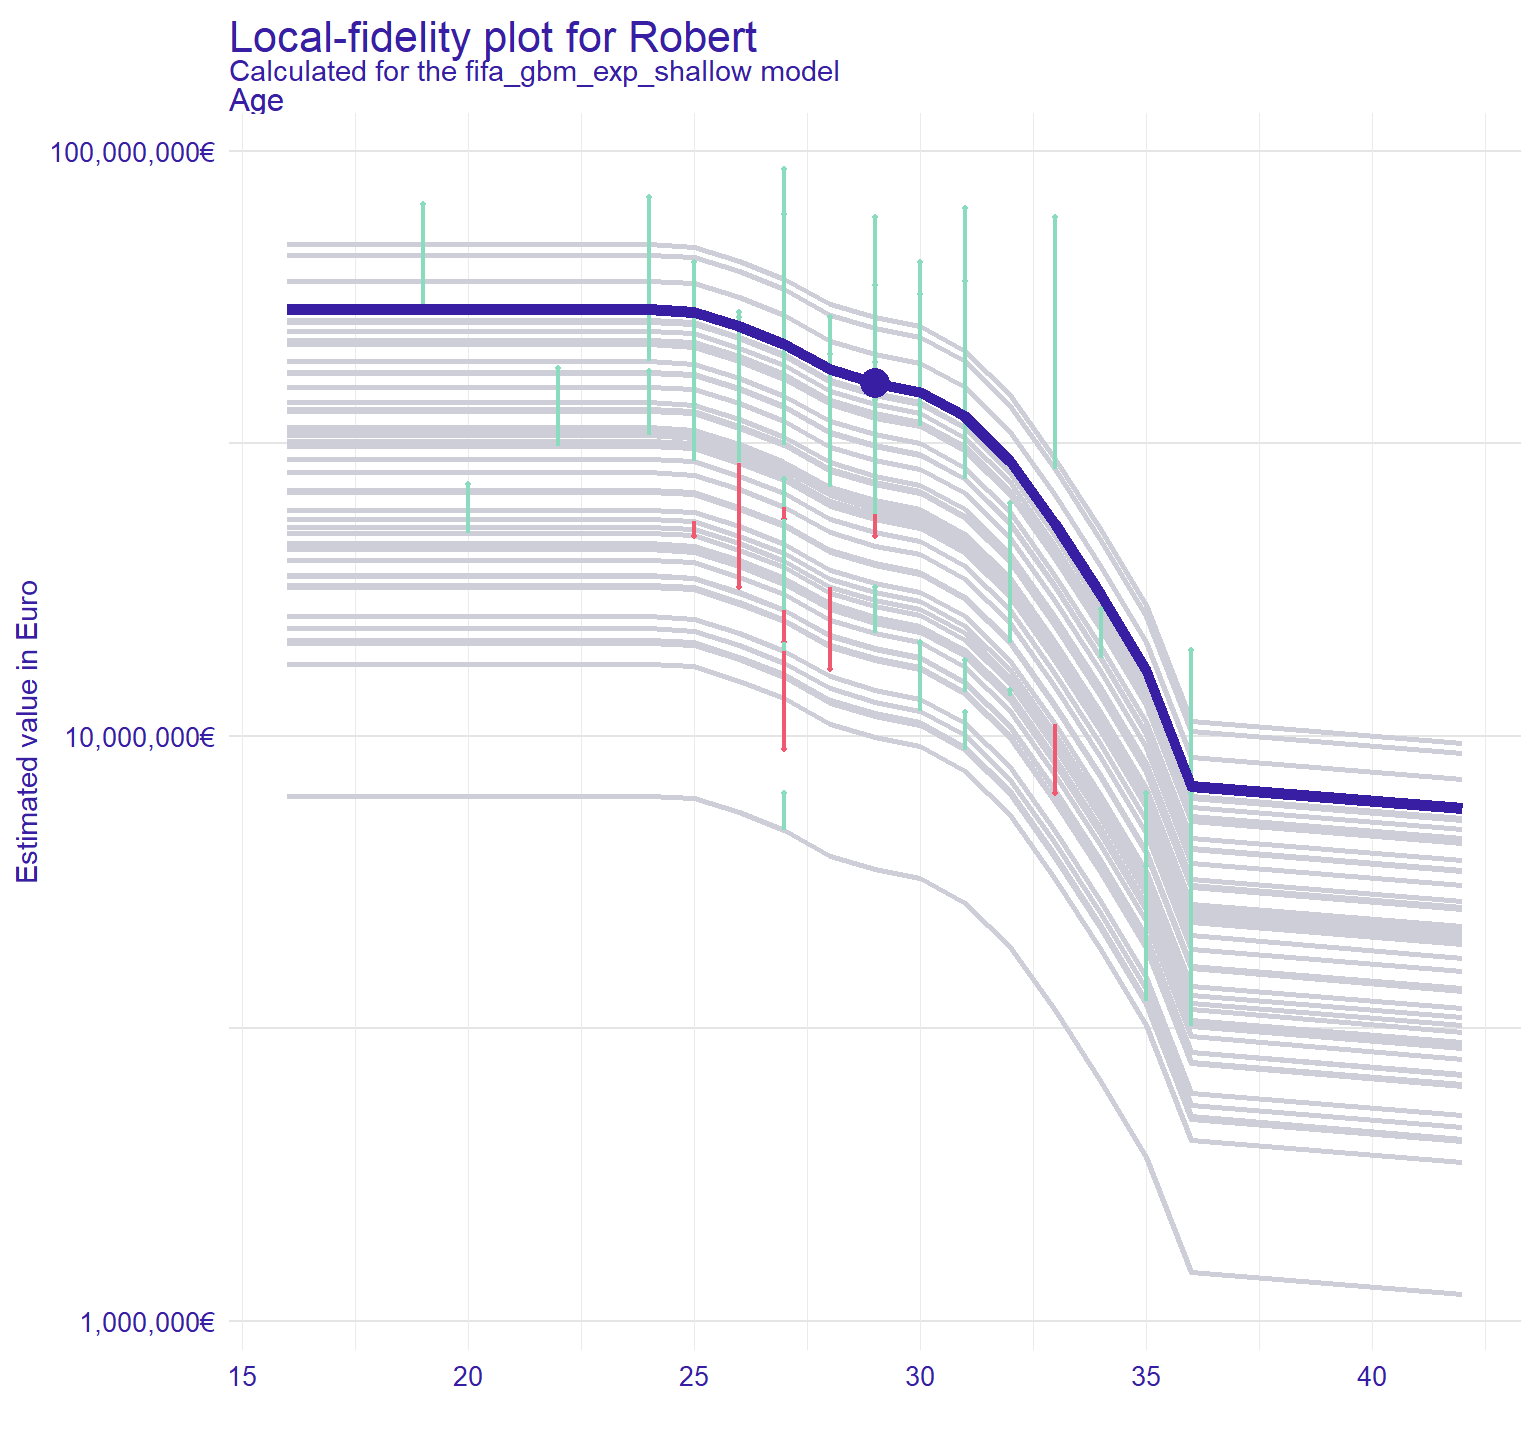 Local-fidelity plot for Robert
Calculated for the fifa_gbm_exp_shallow model
Age
100,000,000€
10,000,000€
1,000,000€
Estimated value in Euro
15 20 25 30 35 40